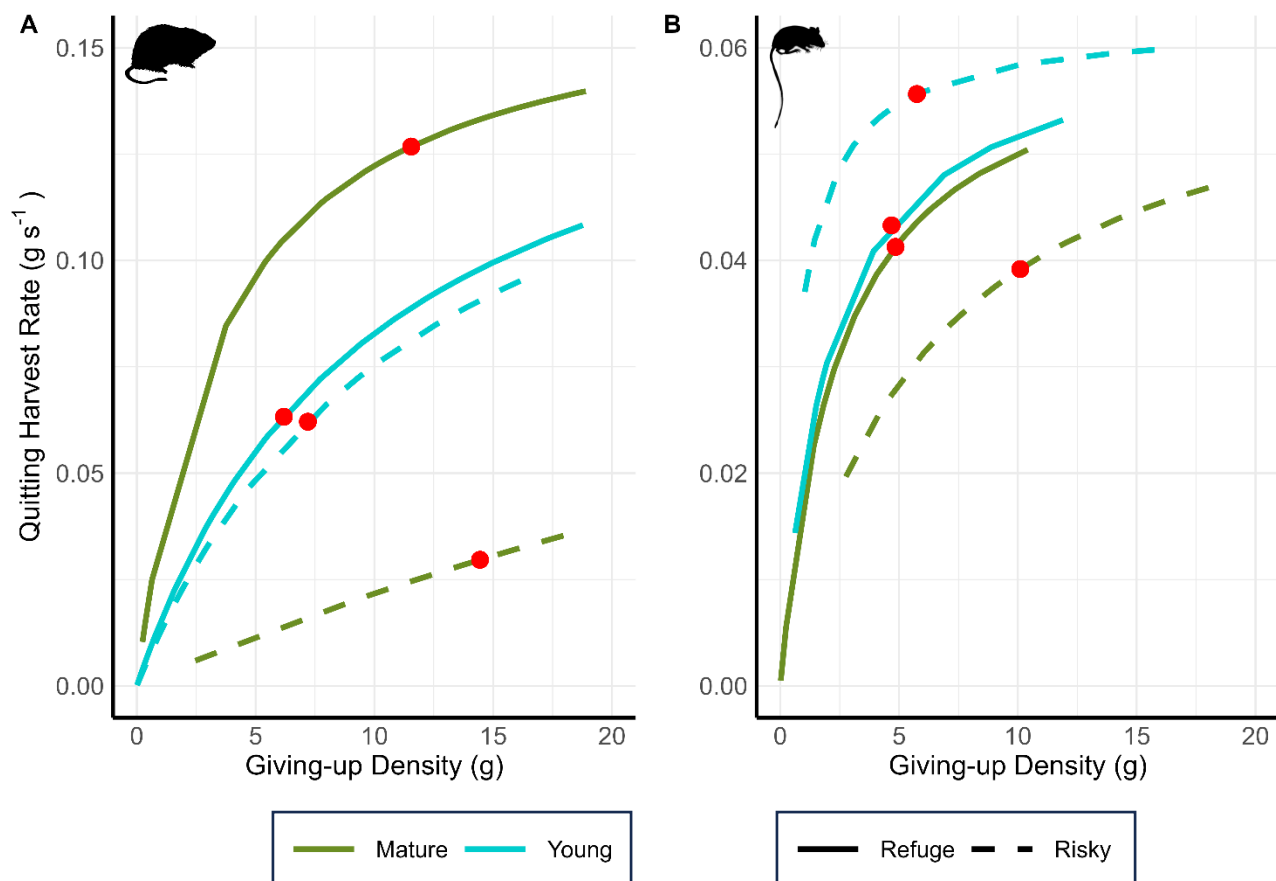 A
B
Quitting Harvest Rate (g s⁻¹)
0.15
0.10
0.05
0.00
0.06
0.04
0.02
0.00
0 5 10 15 20
0 5 10 15 20
Giving-up Density (g)
Giving-up Density (g)
Mature Young
Refuge Risky